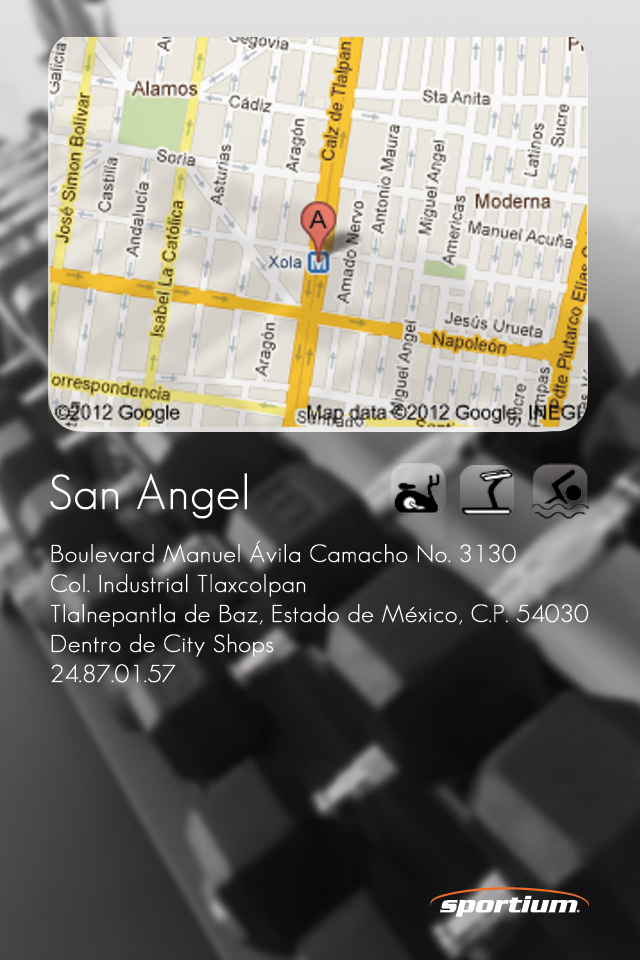 Segovia
Galicia
Alamos
Cádiz
Sta Anita
Calz de Tlalpan
José Simon Bolívar
Soria
Asturias
Aragón
Antonio Maura
Miguel Angel
Latinos
Sucre
Castilla
Andalucía
Isabel La Católica
Moderna
Americas
Manuel Acuña
A
Xola M
Amado Nervo
Jesús Urueta
Napoleón
Pdte Plutarco Elías C
Aragón
Miguel Angel
Sucre
orrespondencia
©2012 Google
Map data ©2012 Google, INEGI
San Angel
Boulevard Manuel Ávila Camacho No. 3130
Col. Industrial Tlaxcolpan
Tlalnepantla de Baz, Estado de México, C.P. 54030
Dentro de City Shops
24.87.01.57
sportium